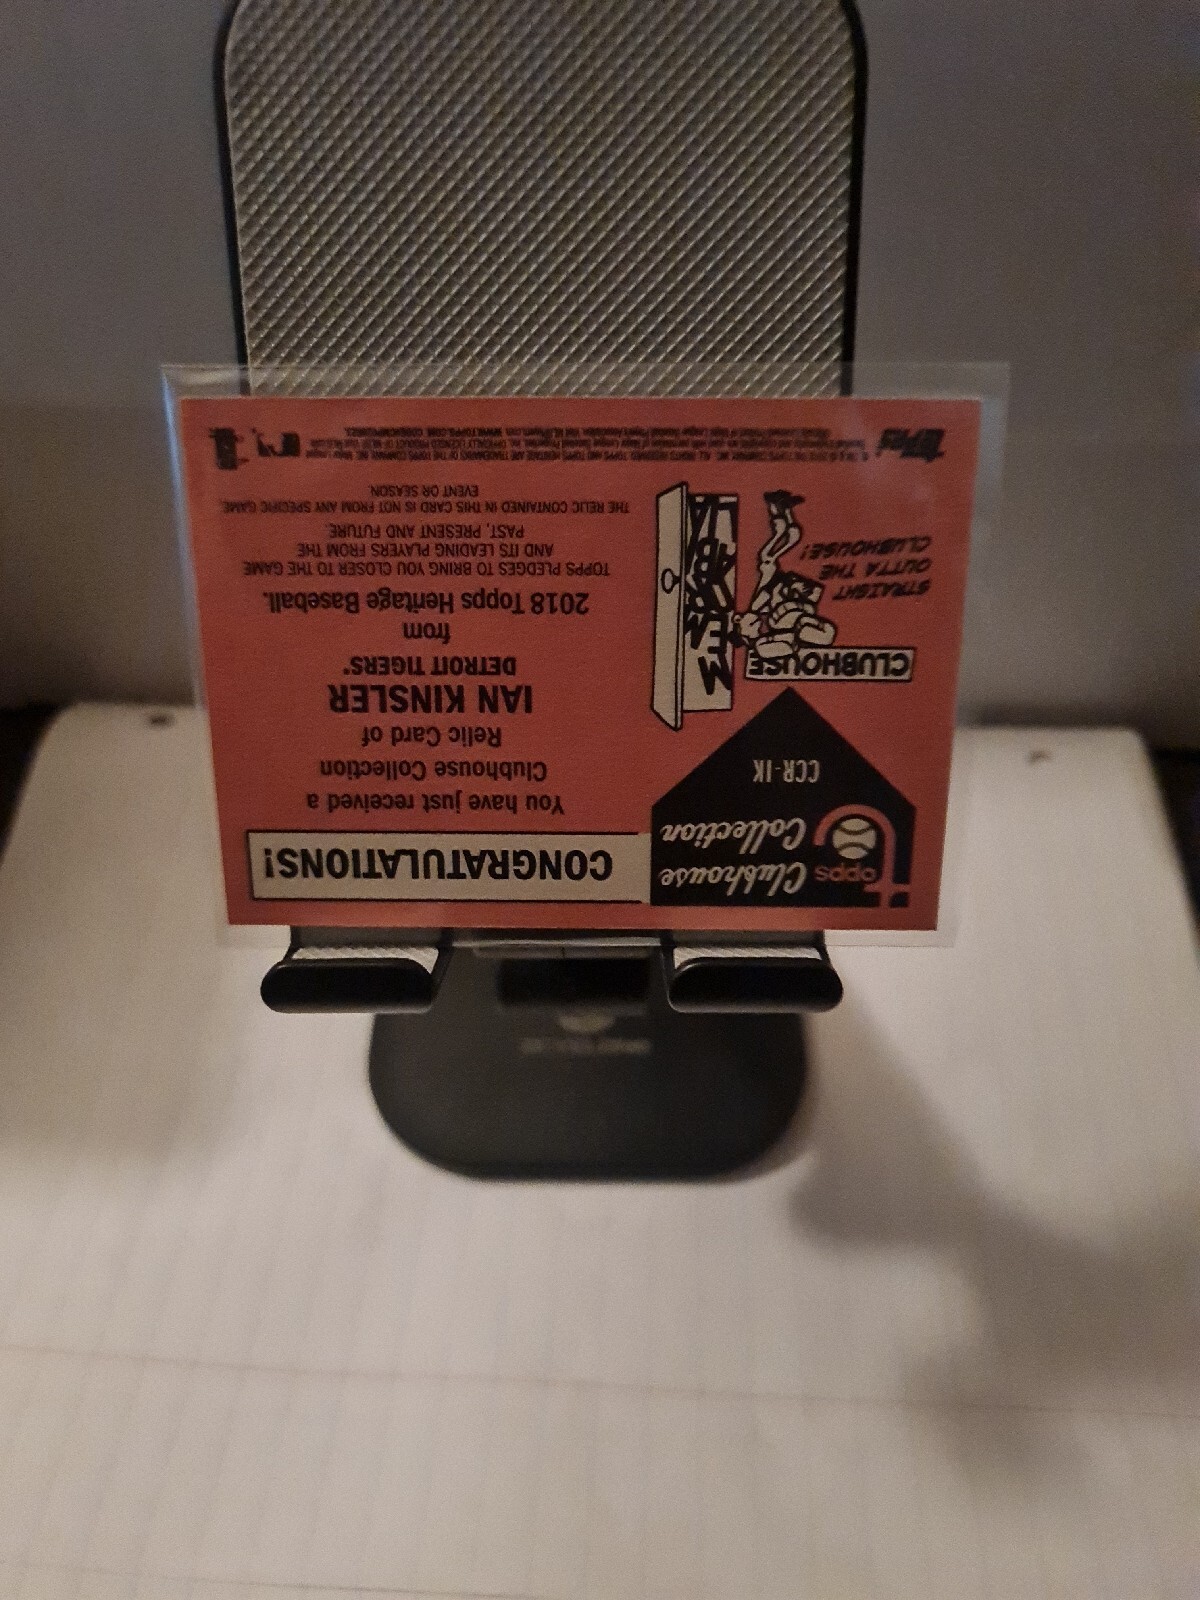 topps
Clubhouse
Collection
CCR-IK
CLUBHOUSE
STRAIGHT
OUTTA THE
CLUBHOUSE!
MEMORABILIA
CONGRATULATIONS!
You have just received a
Clubhouse Collection
Relic Card of
IAN KINSLER
DETROIT TIGERS®
from
2018 Topps Heritage Baseball.
TOPPS PLEDGES TO BRING YOU CLOSER TO THE GAME
AND ITS LEADING PLAYERS FROM THE
PAST, PRESENT AND FUTURE.
THE RELIC CONTAINED IN THIS CARD IS NOT FROM ANY SPECIFIC GAME,
EVENT OR SEASON.
topps